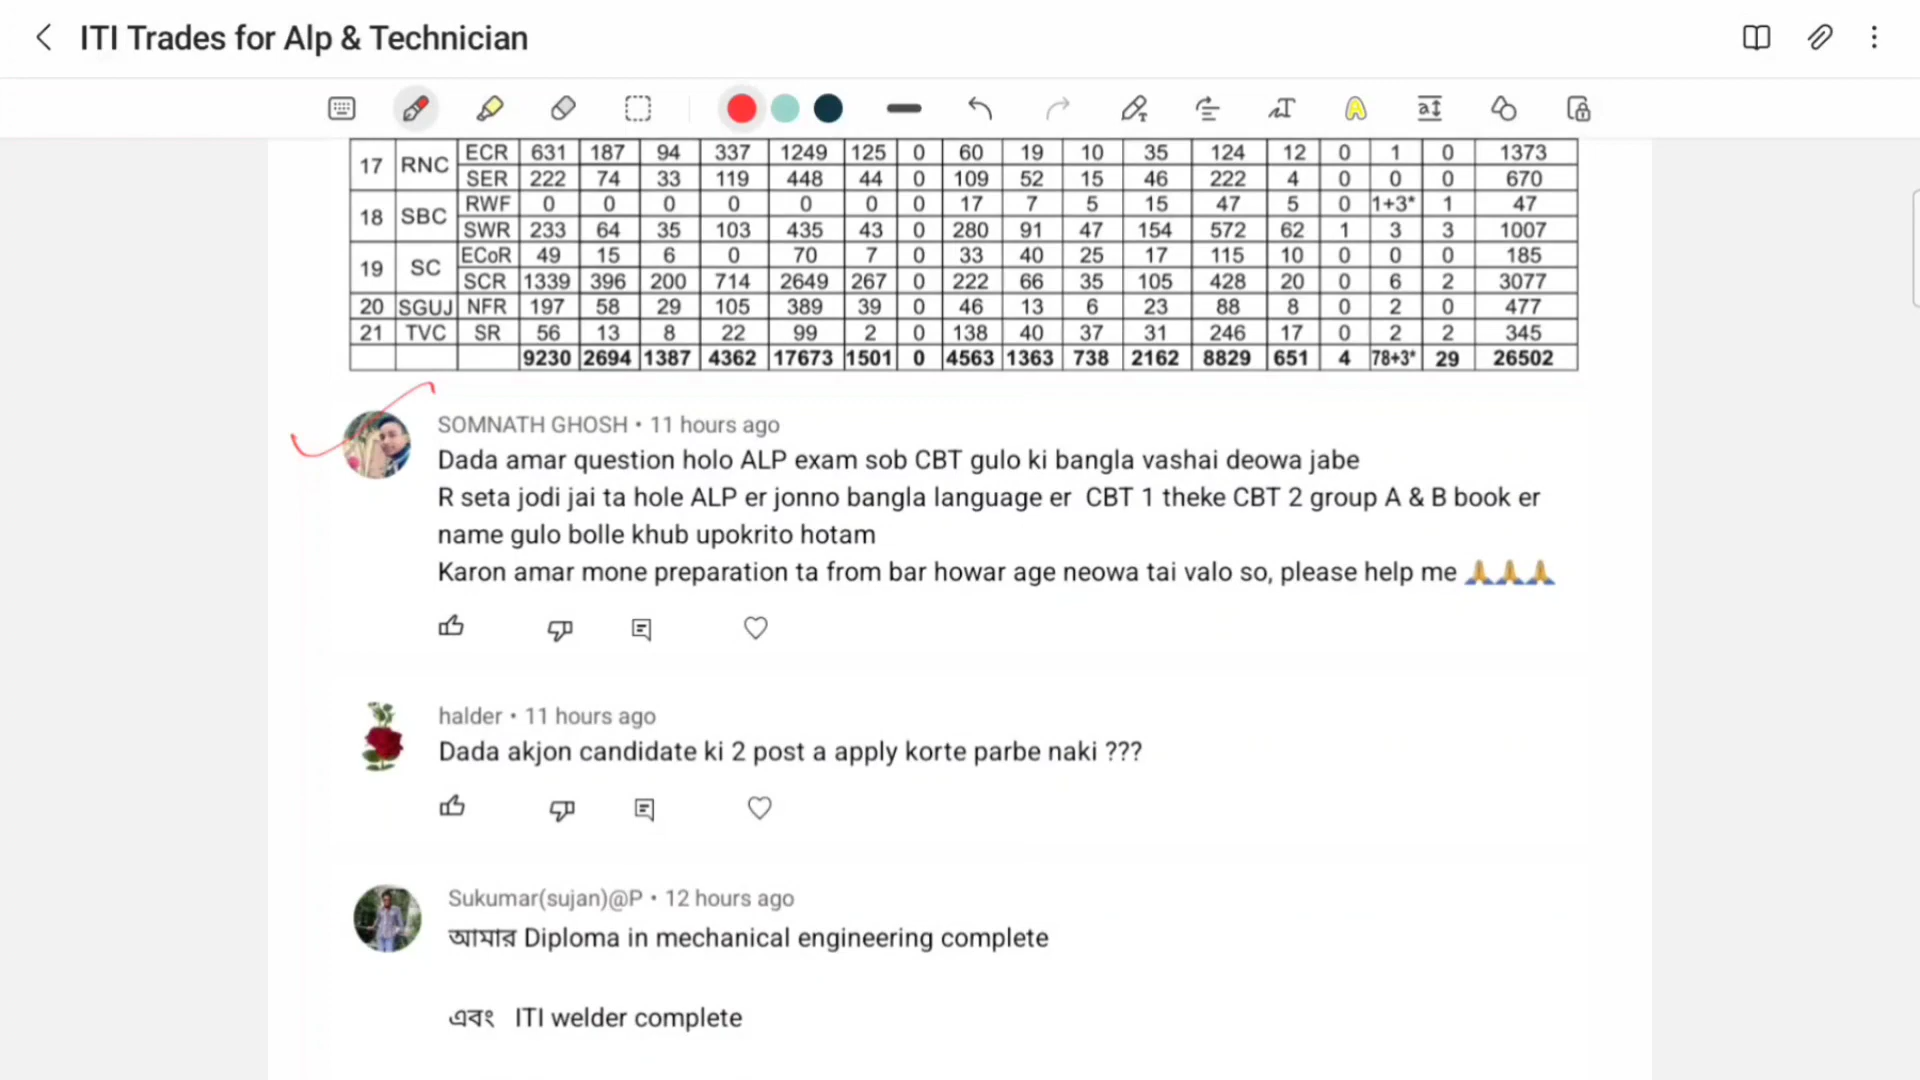 ITI Trades for Alp & Technician
17 RNC ECR 631 187 94 337 1249 125 0 60 19 10 35 124 12 0 1 0 1373
SER 222 74 33 119 448 44 0 109 52 15 46 222 4 0 0 0 670
18 SBC RWF 0 0 0 0 0 0 0 17 7 5 15 47 5 0 1+3* 1 47
SWR 233 64 35 103 435 43 0 280 91 47 154 572 62 1 3 3 1007
19 SC ECoR 49 15 6 0 70 7 0 33 40 25 17 115 10 0 0 0 185
SCR 1339 396 200 714 2649 267 0 222 66 35 105 428 20 0 6 2 3077
20 SGUJ NFR 197 58 29 105 389 39 0 46 13 6 23 88 8 0 2 0 477
21 TVC SR 56 13 8 22 99 2 0 138 40 37 31 246 17 0 2 2 345
9230 2694 1387 4362 17673 1501 0 4563 1363 738 2162 8829 651 4 78+3* 29 26502
SOMNATH GHOSH • 11 hours ago
Dada amar question holo ALP exam sob CBT gulo ki bangla vashai deowa jabe
R seta jodi jai ta hole ALP er jonno bangla language er CBT 1 theke CBT 2 group A & B book er
name gulo bolle khub upokrito hotam
Karon amar mone preparation ta from bar howar age neowa tai valo so, please help me 🙏🙏🙏
halder • 11 hours ago
Dada akjon candidate ki 2 post a apply korte parbe naki ???
Sukumar(sujan)@P • 12 hours ago
আমার Diploma in mechanical engineering complete
এবং ITI welder complete